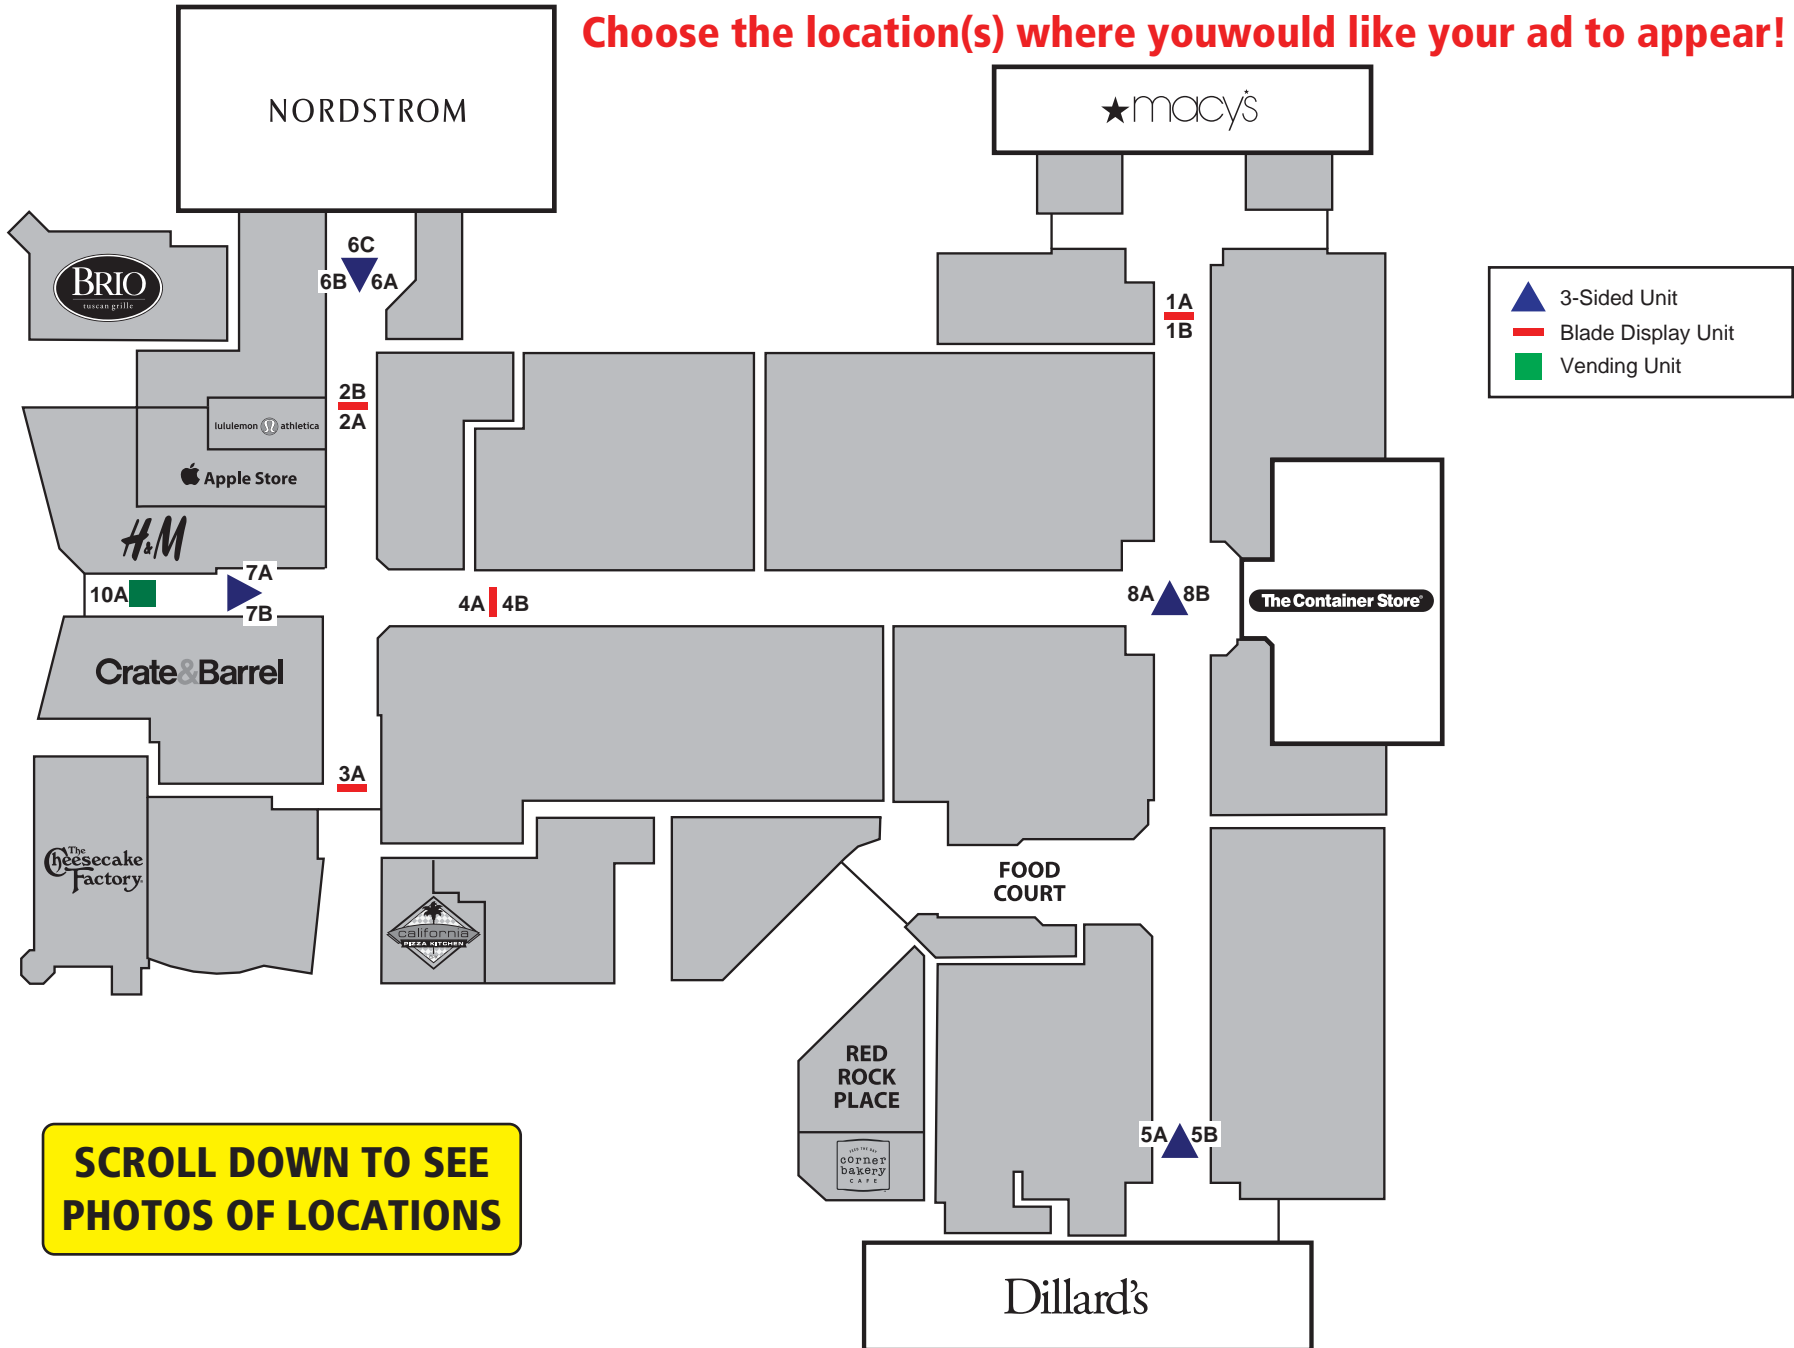 Choose the location(s) where youwould like your ad to appear!
NORDSTROM
macy's
BRIO
tuscan grille
6C
6B 6A
1A
1B
3-Sided Unit
Blade Display Unit
Vending Unit
2B
2A
lululemon athletica
Apple Store
H&M
7A
10A
7B
4A 4B
8A 8B
The Container Store
Crate&Barrel
3A
The
Cheesecake
Factory
FOOD
COURT
california
PIZZA KITCHEN
RED
ROCK
PLACE
5A 5B
corner
bakery
CAFE
SCROLL DOWN TO SEE
PHOTOS OF LOCATIONS
Dillard's